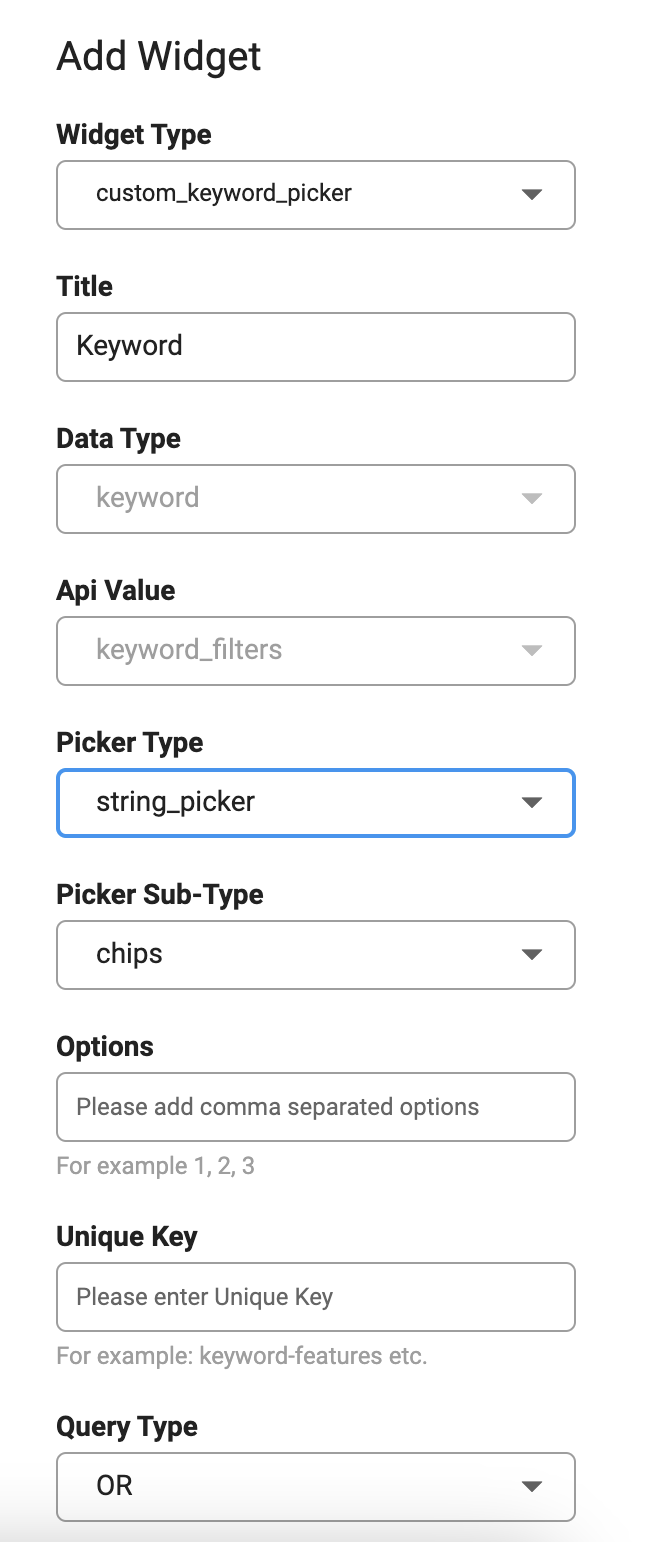 Add Widget
Widget Type
custom_keyword_picker
Title
Keyword
Data Type
keyword
Api Value
keyword_filters
Picker Type
string_picker
Picker Sub-Type
chips
Options
Please add comma separated options
For example 1, 2, 3
Unique Key
Please enter Unique Key
For example: keyword-features etc.
Query Type
OR